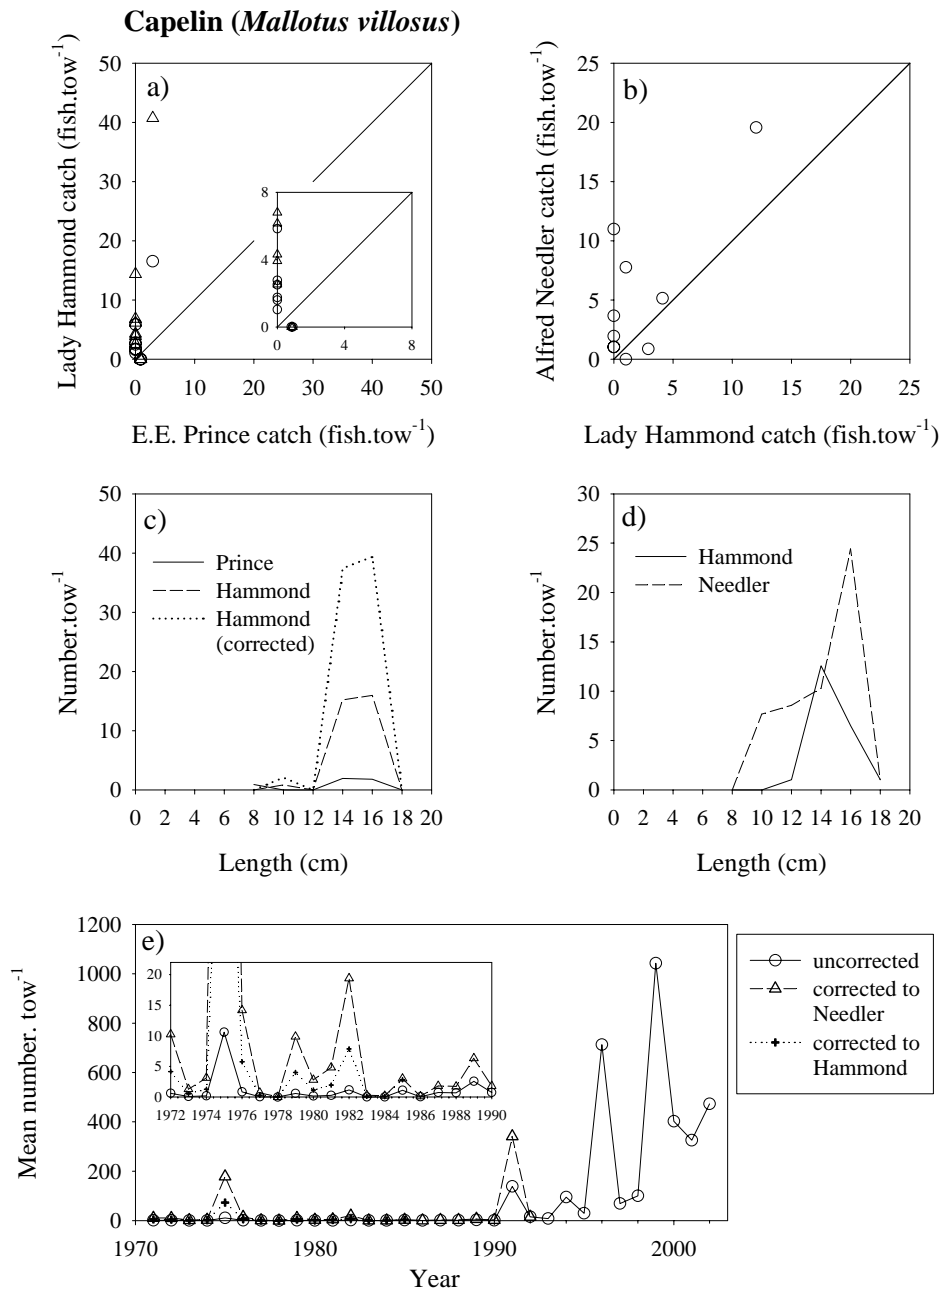 Capelin (Mallotus villosus)
a)
Lady Hammond catch (fish.tow-1)
50
40
30
20
10
0
8
4
0
0 4 8
0 10 20 30 40 50
E.E. Prince catch (fish.tow-1)
b)
Alfred Needler catch (fish.tow-1)
25
20
15
10
5
0
0 5 10 15 20 25
Lady Hammond catch (fish.tow-1)
c)
Number.tow-1
50
40
30
20
10
0
Prince
Hammond
Hammond
(corrected)
0 2 4 6 8 10 12 14 16 18 20
Length (cm)
d)
Number.tow-1
30
25
20
15
10
5
0
Hammond
Needler
0 2 4 6 8 10 12 14 16 18 20
Length (cm)
e)
Mean number. tow-1
1200
1000
800
600
400
200
0
20
15
10
5
0
1972 1974 1976 1978 1980 1982 1984 1986 1988 1990
1970 1980 1990 2000
Year
uncorrected
corrected to
Needler
corrected to
Hammond